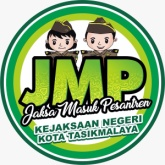 JMP
Jaksa Masuk Pesantren
KEJAKSAAN NEGERI
KOTA TASIKMALAYA